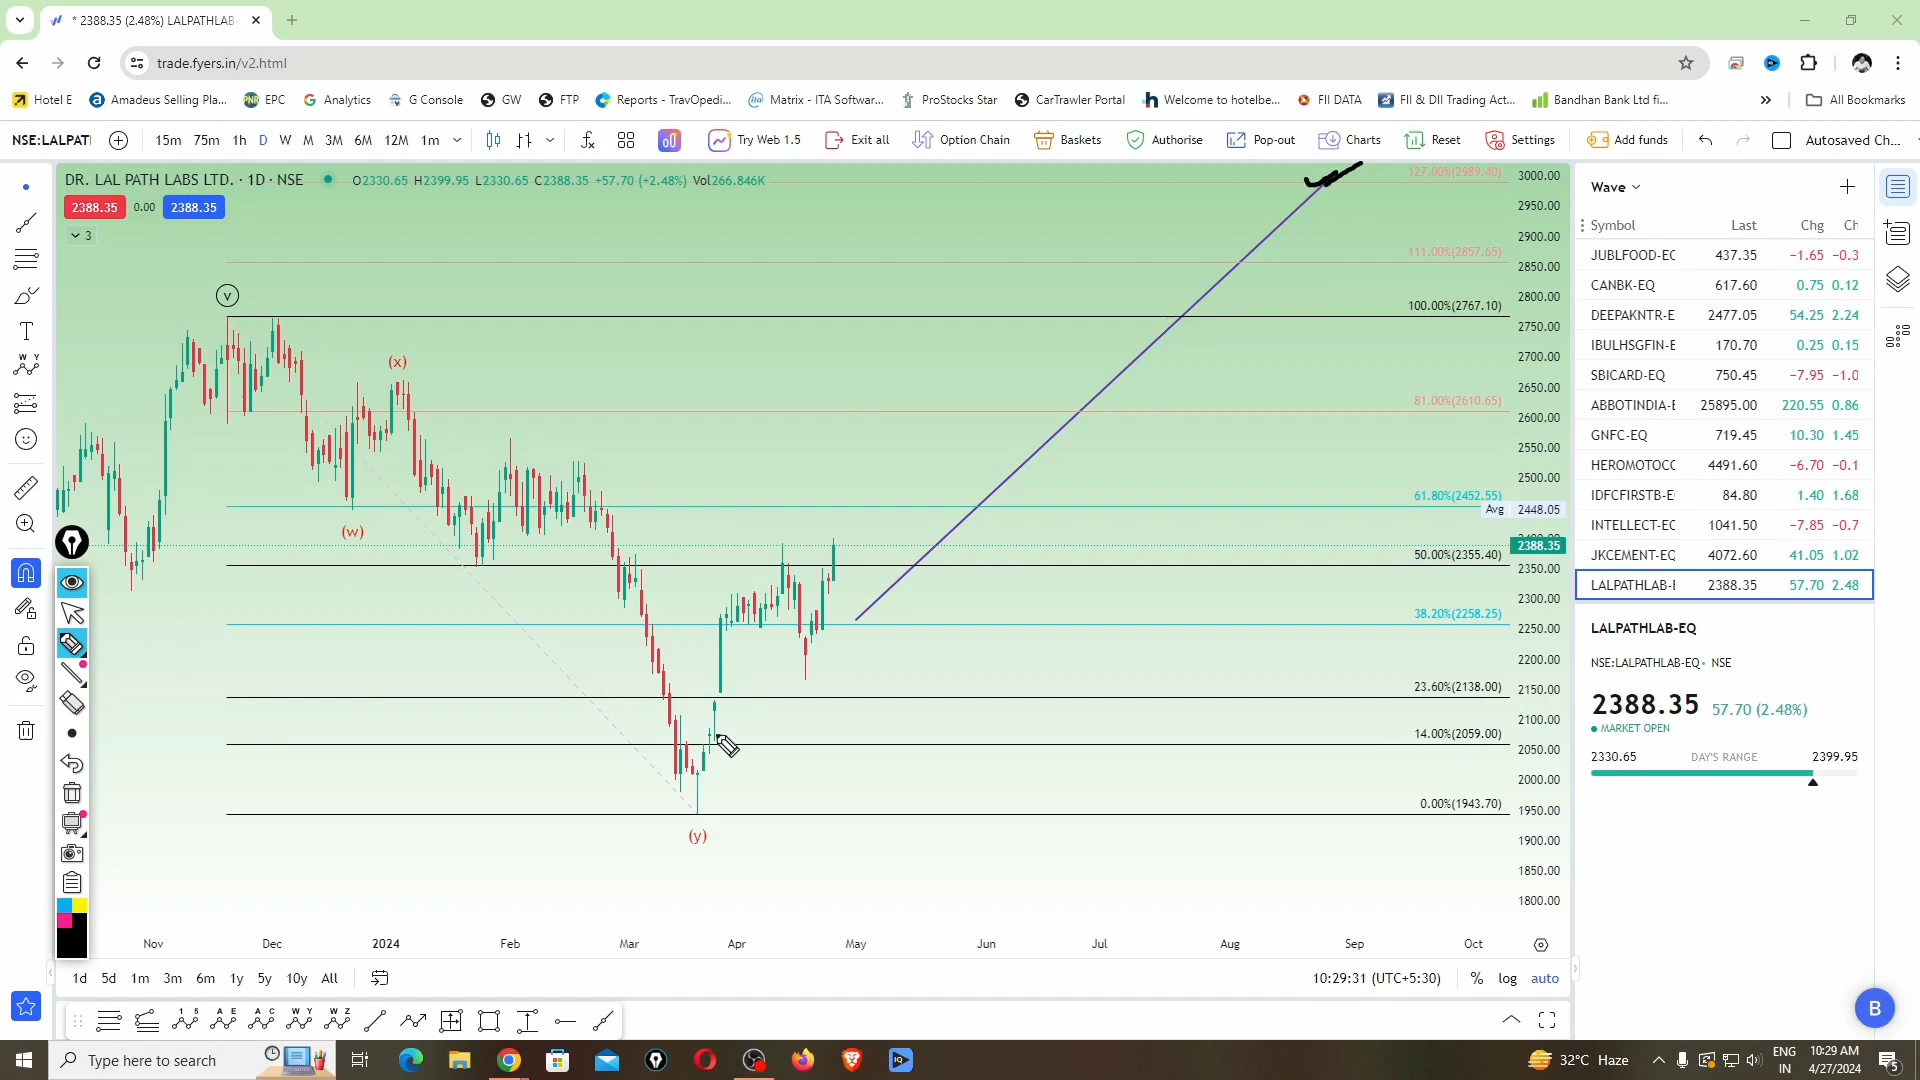 * 2388.35 (2.48%) LALPATHLAB-
trade.fyers.in/v2.html
Hotel E
Amadeus Selling Pla...
EPC
Analytics
G Console
GW
FTP
Reports - TravOpedi...
Matrix - ITA Softwar...
ProStocks Star
CarTrawler Portal
Welcome to hotelbe...
FII DATA
FII & DII Trading Act...
Bandhan Bank Ltd fi...
All Bookmarks
NSE:LALPATI
15m 75m 1h D W M 3M 6M 12M 1m
Try Web 1.5
Exit all
Option Chain
Baskets
Authorise
Pop-out
Charts
Reset
Settings
Add funds
Autosaved Ch...
DR. LAL PATH LABS LTD. · 1D · NSE
O2330.65 H2399.95 L2330.65 C2388.35 +57.70 (+2.48%) Vol266.846K
2388.35 0.00 2388.35
3
127.00%(2989.40)
111.00%(2857.65)
100.00%(2767.10)
81.00%(2610.65)
61.80%(2452.55)
50.00%(2355.40)
38.20%(2258.25)
23.60%(2138.00)
14.00%(2059.00)
0.00%(1943.70)
v
(x)
(w)
(y)
3000.00
2950.00
2900.00
2850.00
2800.00
2750.00
2700.00
2650.00
2600.00
2550.00
2500.00
Avg 2448.05
2388.35
2350.00
2300.00
2250.00
2200.00
2150.00
2100.00
2050.00
2000.00
1950.00
1900.00
1850.00
1800.00
Nov Dec 2024 Feb Mar Apr May Jun Jul Aug Sep Oct
1d 5d 1m 3m 6m 1y 5y 10y All
10:29:31 (UTC+5:30) % log auto
Wave
Symbol Last Chg Ch
JUBLFOOD-EC 437.35 −1.65 −0.3
CANBK-EQ 617.60 0.75 0.12
DEEPAKNTR-E 2477.05 54.25 2.24
IBULHSGFIN-E 170.70 0.25 0.15
SBICARD-EQ 750.45 −7.95 −1.0
ABBOTINDIA-E 25895.00 220.55 0.86
GNFC-EQ 719.45 10.30 1.45
HEROMOTOCO 4491.60 −6.70 −0.1
IDFCFIRSTB-E 84.80 1.40 1.68
INTELLECT-EC 1041.50 −7.85 −0.7
JKCEMENT-EQ 4072.60 41.05 1.02
LALPATHLAB-E 2388.35 57.70 2.48
LALPATHLAB-EQ
NSE:LALPATHLAB-EQ • NSE
2388.35 57.70 (2.48%)
MARKET OPEN
2330.65 DAY'S RANGE 2399.95
B
Type here to search
32°C Haze
ENG
IN
10:29 AM
4/27/2024
5